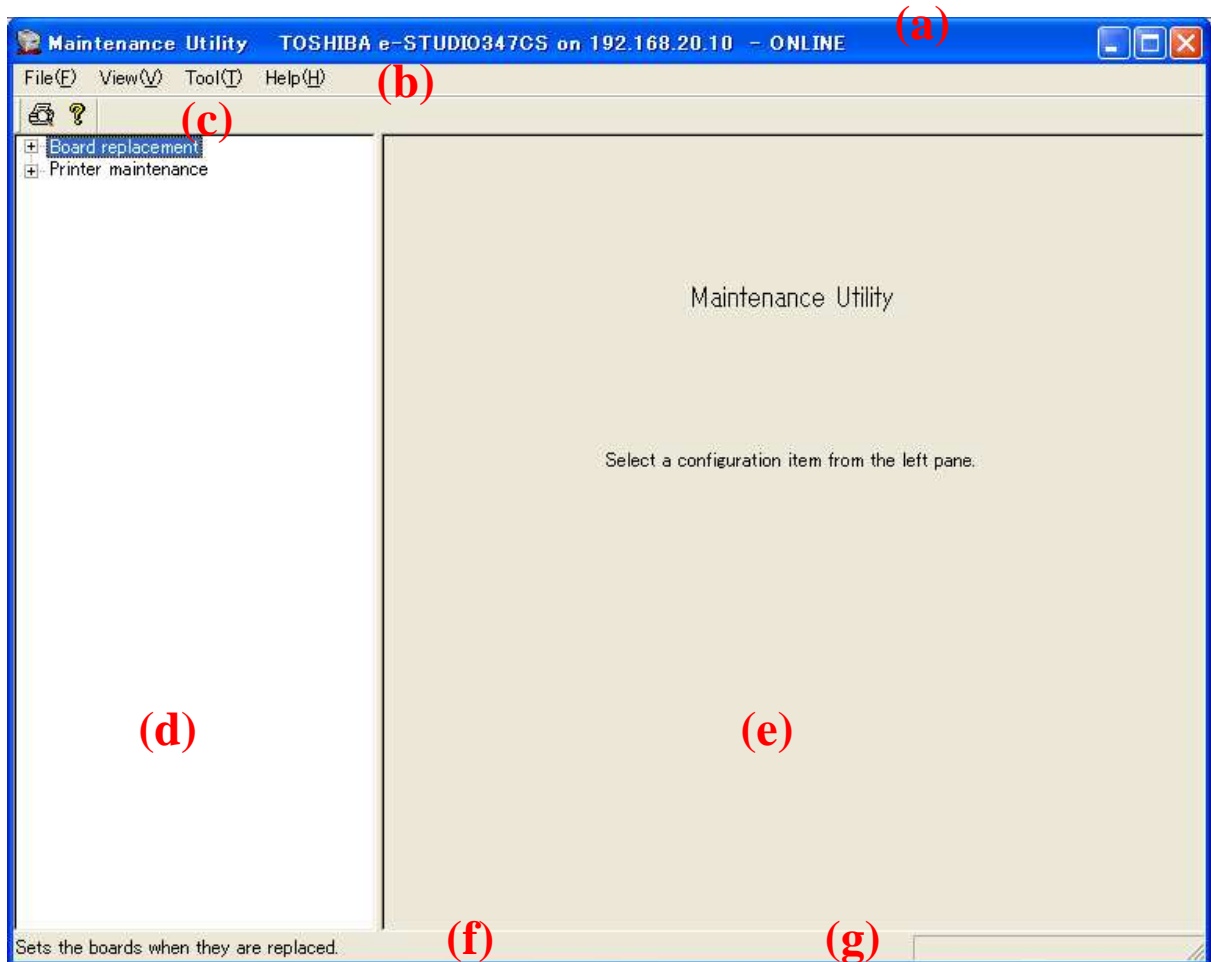 Maintenance Utility TOSHIBA e-STUDIO347CS on 192.168.20.10 - ONLINE (a)
File(F) View(V) Tool(T) Help(H) (b)
(c)
Board replacement
Printer maintenance
Maintenance Utility
Select a configuration item from the left pane.
(d) (e)
Sets the boards when they are replaced. (f) (g)